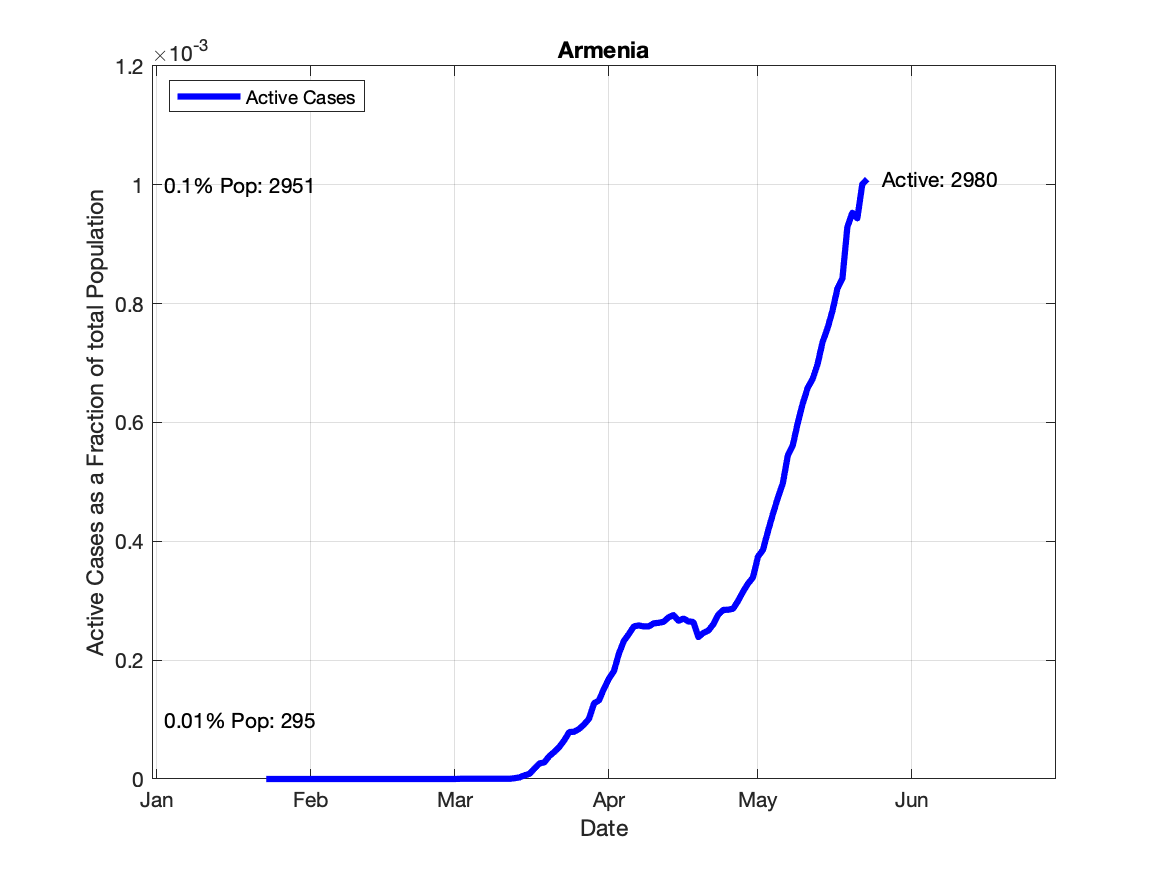 Armenia
×10-3
1.2
Active Cases
1
0.1% Pop: 2951
Active: 2980
0.8
0.6
0.4
0.2
0.01% Pop: 295
0
Jan Feb Mar Apr May Jun
Date
Active Cases as a Fraction of total Population